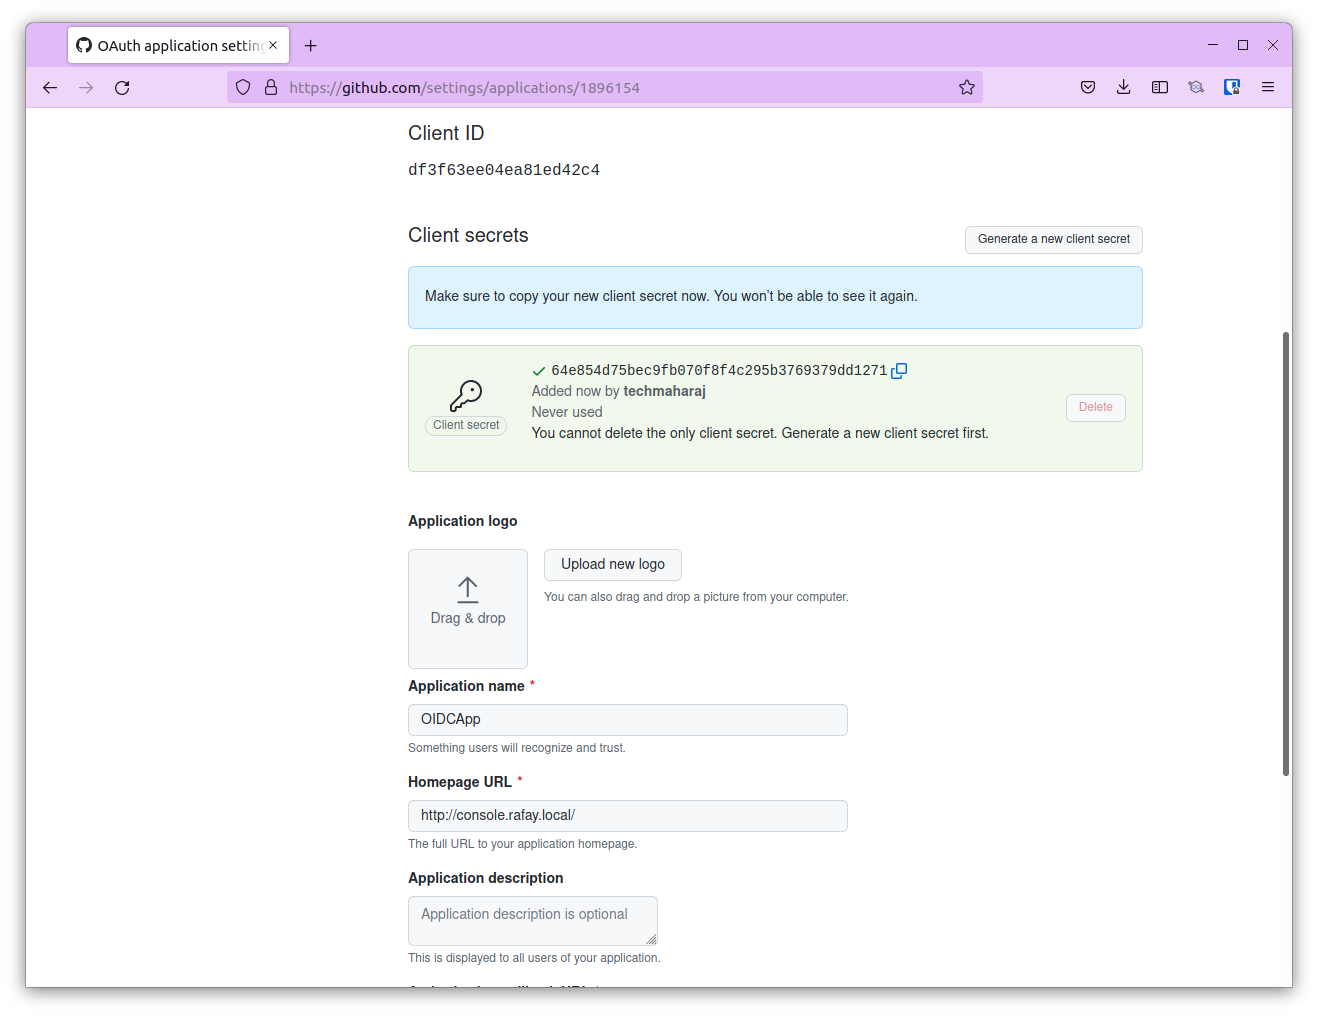 OAuth application setting
https://github.com/settings/applications/1896154
Client ID
df3f63ee04ea81ed42c4
Client secrets
Generate a new client secret
Make sure to copy your new client secret now. You won't be able to see it again.
64e854d75bec9fb070f8f4c295b3769379dd1271
Added now by techmaharaj
Never used
You cannot delete the only client secret. Generate a new client secret first.
Client secret
Delete
Application logo
Drag & drop
Upload new logo
You can also drag and drop a picture from your computer.
Application name *
OIDCApp
Something users will recognize and trust.
Homepage URL *
http://console.rafay.local/
The full URL to your application homepage.
Application description
Application description is optional
This is displayed to all users of your application.